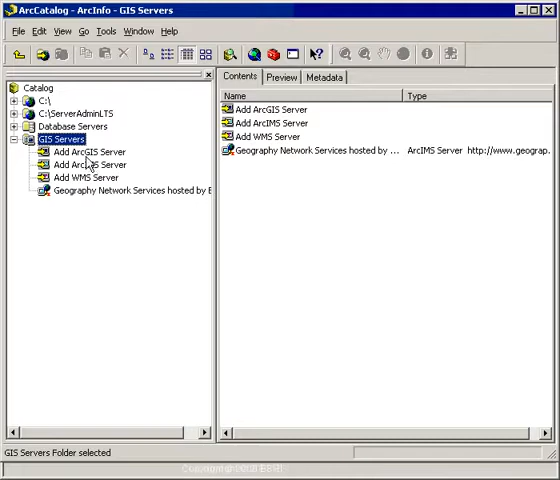 ArcCatalog - ArcInfo - GIS Servers
File Edit View Go Tools Window Help
Catalog
C:\
C:\ServerAdminLTS
Database Servers
GIS Servers
Add ArcGIS Server
Add ArcIMS Server
Add WMS Server
Geography Network Services hosted by E
Contents Preview Metadata
Name Type
Add ArcGIS Server
Add ArcIMS Server
Add WMS Server
Geography Network Services hosted by ... ArcIMS Server http://www.geograp.
GIS Servers Folder selected